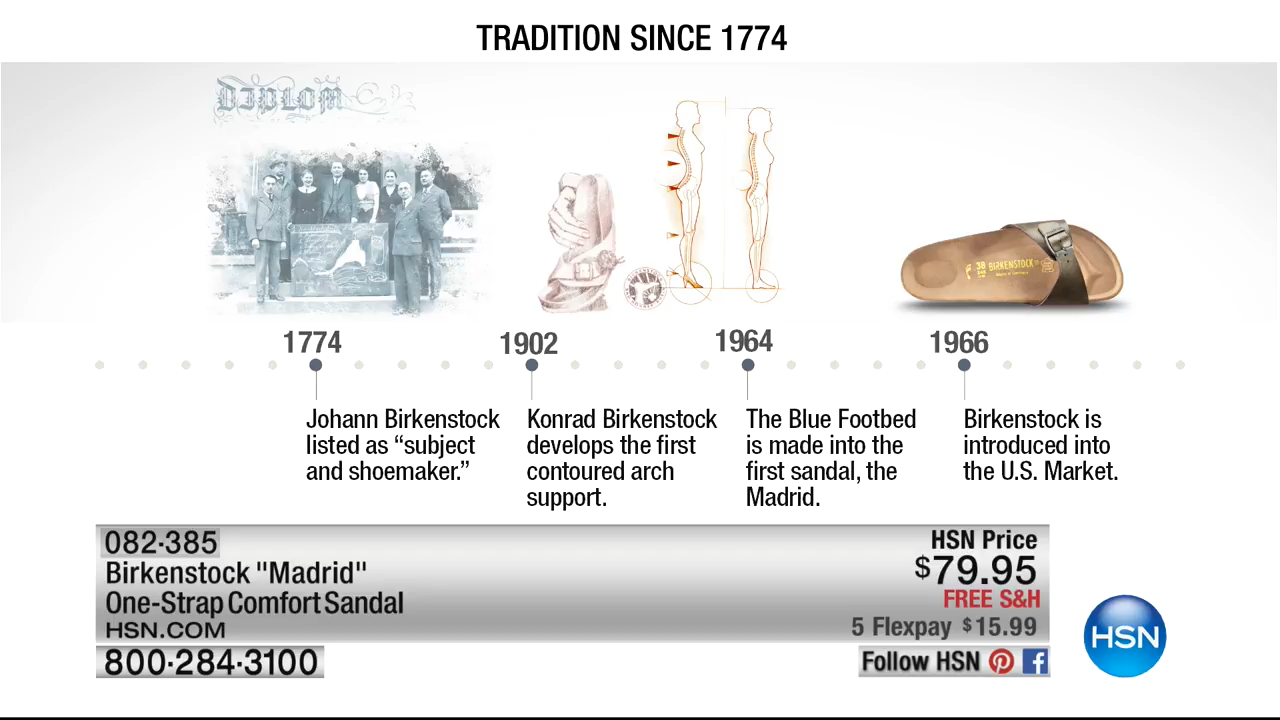 TRADITION SINCE 1774
Diplom
38
BIRKENSTOCK
1774
1902
1964
1966
Johann Birkenstock
listed as “subject
and shoemaker.”
Konrad Birkenstock
develops the first
contoured arch
support.
The Blue Footbed
is made into the
first sandal, the
Madrid.
Birkenstock is
introduced into
the U.S. Market.
082-385
Birkenstock "Madrid"
One-Strap Comfort Sandal
HSN.COM
800-284-3100
HSN Price
$79.95
FREE S&H
5 Flexpay $15.99
Follow HSN
HSN